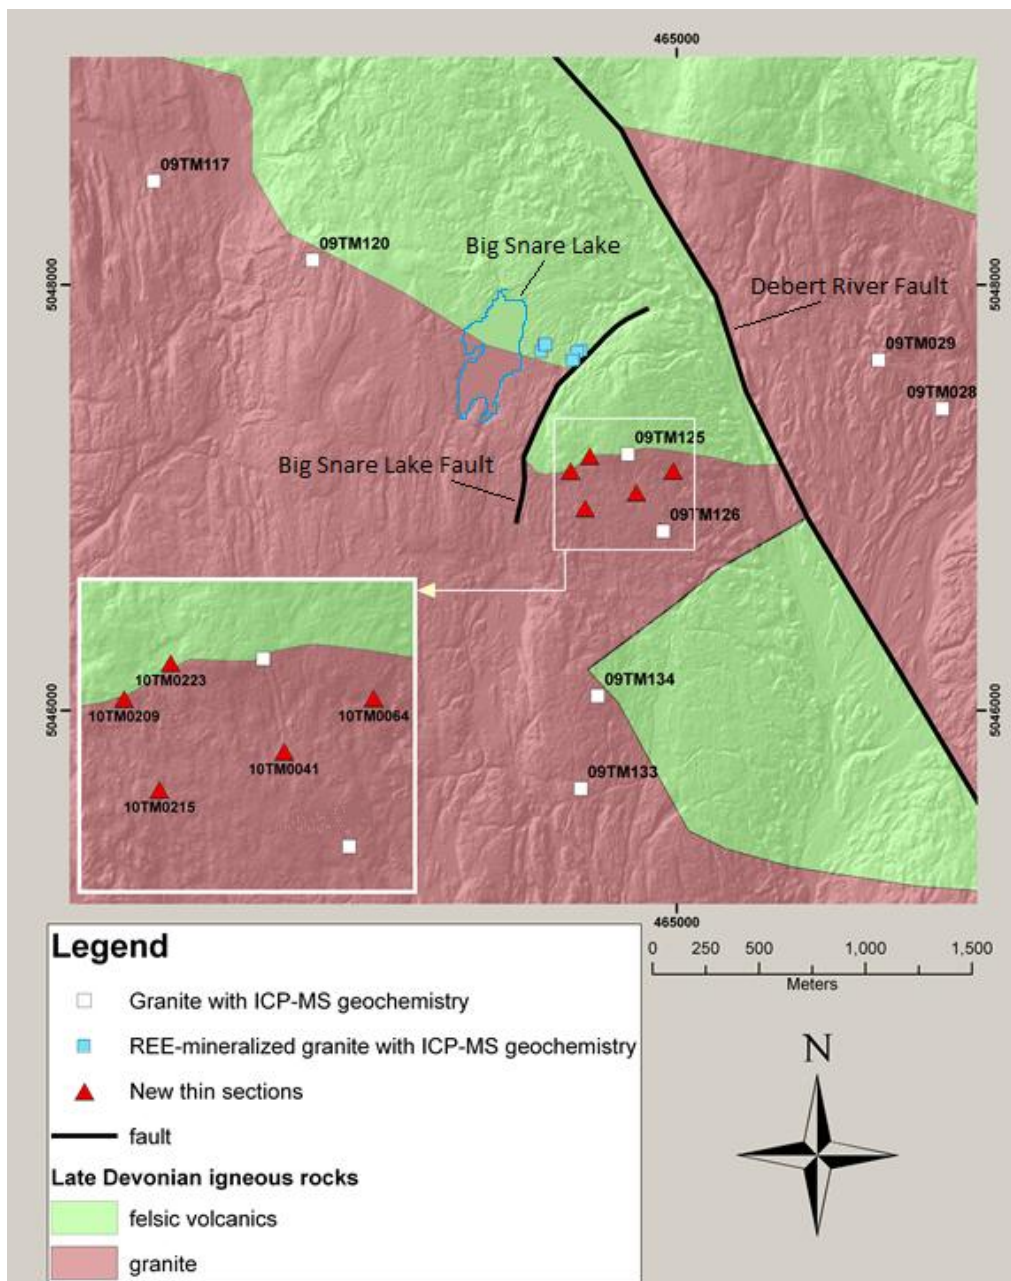 465000
09TM117
09TM120
Big Snare Lake
5048000
Debert River Fault
5048000
09TM029
09TM028
09TM125
Big Snare Lake Fault
09TM126
10TM0223
10TM0209
10TM0064
10TM0041
10TM0215
5046000
09TM134
5046000
09TM133
465000
Legend
Granite with ICP-MS geochemistry
REE-mineralized granite with ICP-MS geochemistry
New thin sections
fault
Late Devonian igneous rocks
felsic volcanics
granite
0 250 500 1,000 1,500
Meters
N